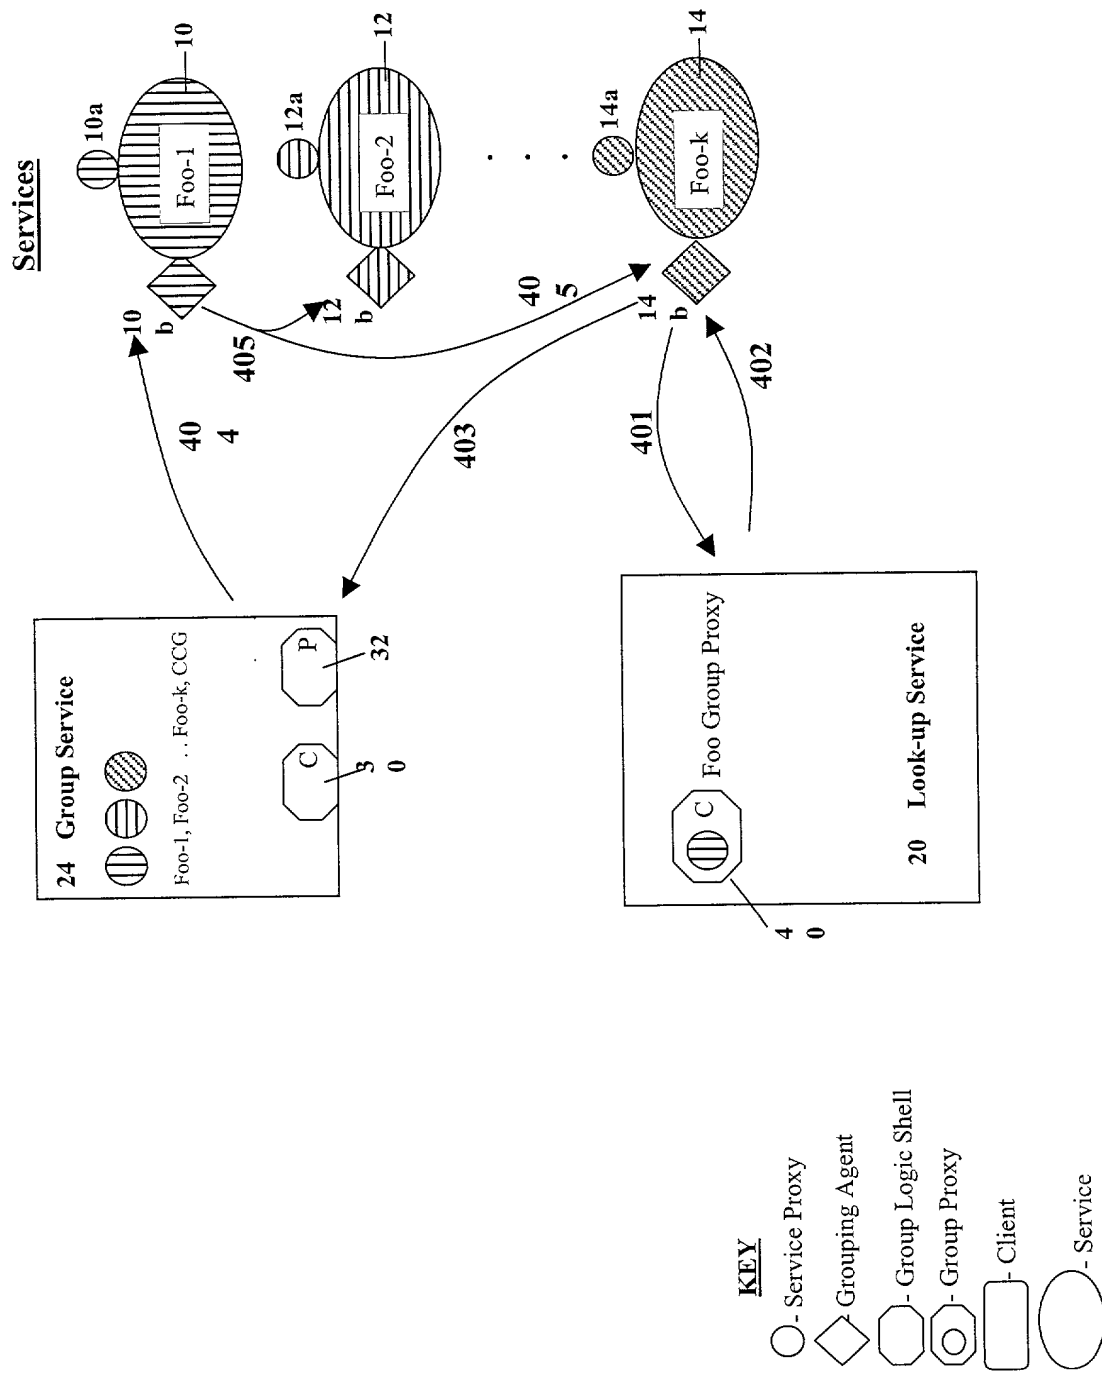 Services
10a
10
Foo-1
10
b
12a
12
Foo-2
12
b
14a
14
Foo-k
14
b
40
4
405
40
5
403
401
402
24 Group Service
Foo-1, Foo-2 .. Foo-k, CCG
C
3 0
P
32
C
Foo Group Proxy
4
0
20 Look-up Service
KEY
- Service Proxy
- Grouping Agent
- Group Logic Shell
- Group Proxy
- Client
- Service